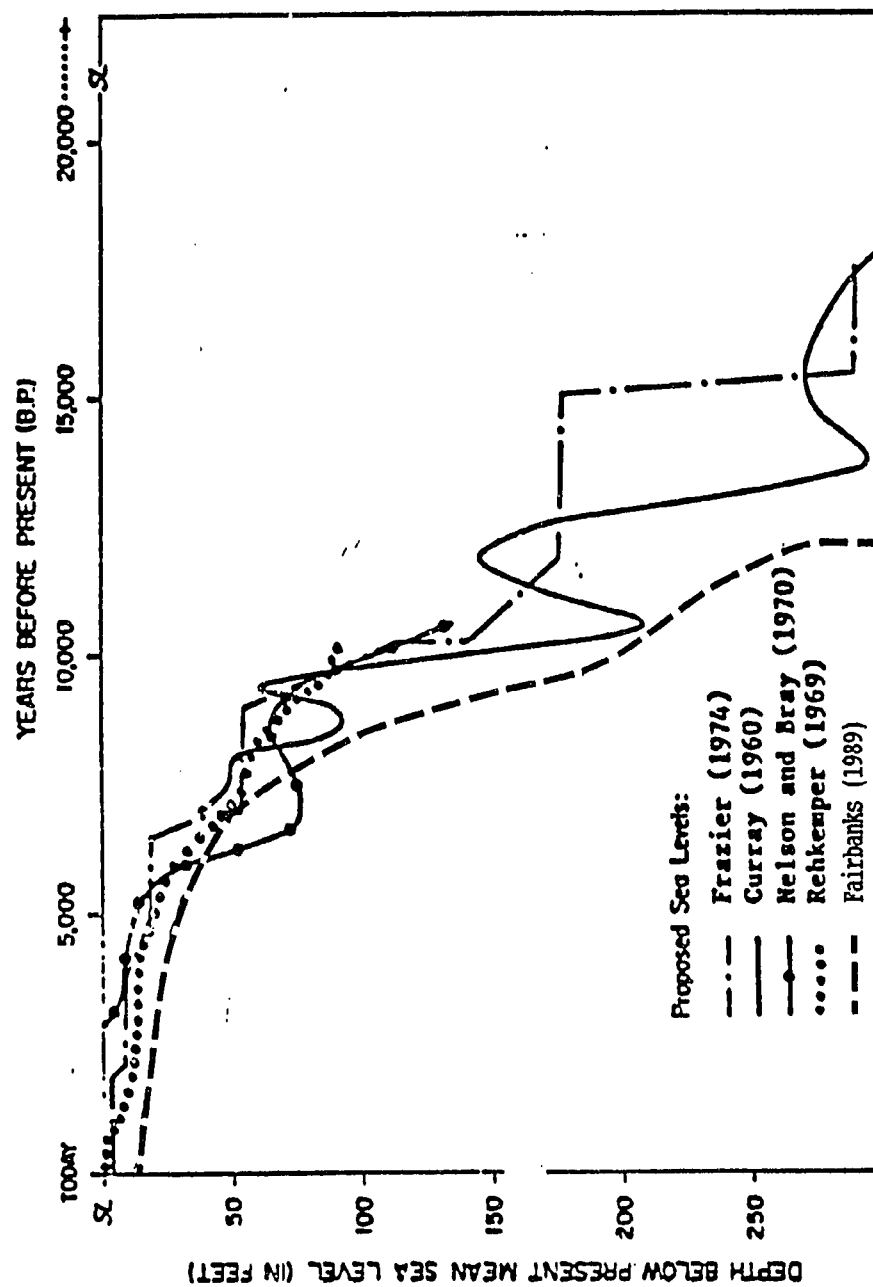 YEARS BEFORE PRESENT (B.P.)
TODAY
5,000
10,000
15,000
20,000
SL
SL
50
100
150
200
250
DEPTH BELOW PRESENT MEAN SEA LEVEL (IN FEET)
Proposed Sea Levels:
Frazier (1974)
Curray (1960)
Nelson and Bray (1970)
Rehkemper (1969)
Fairbanks (1989)